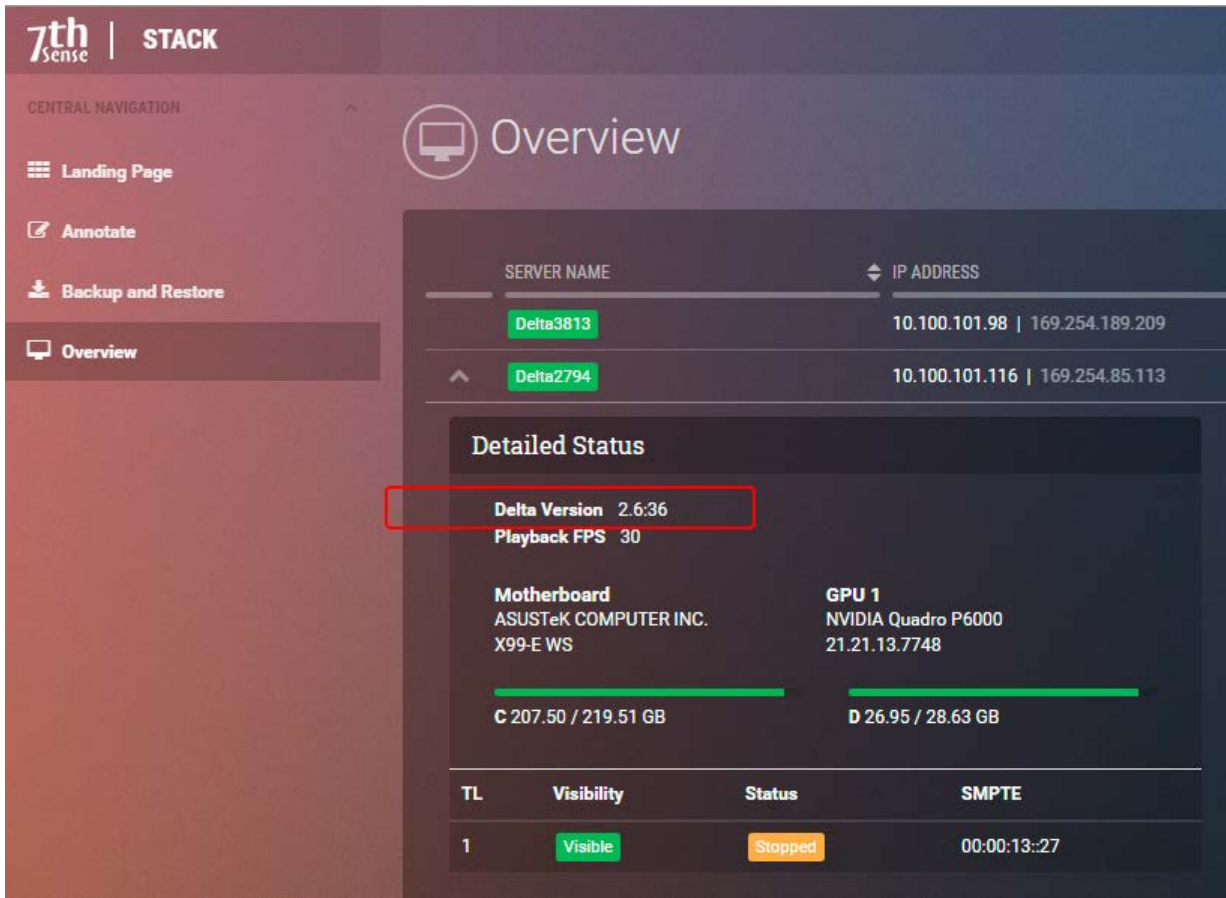 7th Sense | STACK
CENTRAL NAVIGATION
Landing Page
Annotate
Backup and Restore
Overview
Overview
SERVER NAME IP ADDRESS
Delta3813 10.100.101.98 | 169.254.189.209
Delta2794 10.100.101.116 | 169.254.85.113
Detailed Status
Delta Version 2.6:36
Playback FPS 30
Motherboard GPU 1
ASUSTeK COMPUTER INC. NVIDIA Quadro P6000
X99-E WS 21.21.13.7748
C 207.50 / 219.51 GB D 26.95 / 28.63 GB
TL Visibility Status SMPTE
1 Visible Stopped 00:00:13::27